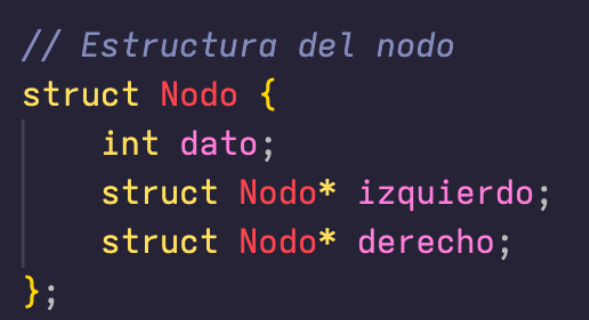 // Estructura del nodo
struct Nodo {
    int dato;
    struct Nodo* izquierdo;
    struct Nodo* derecho;
};